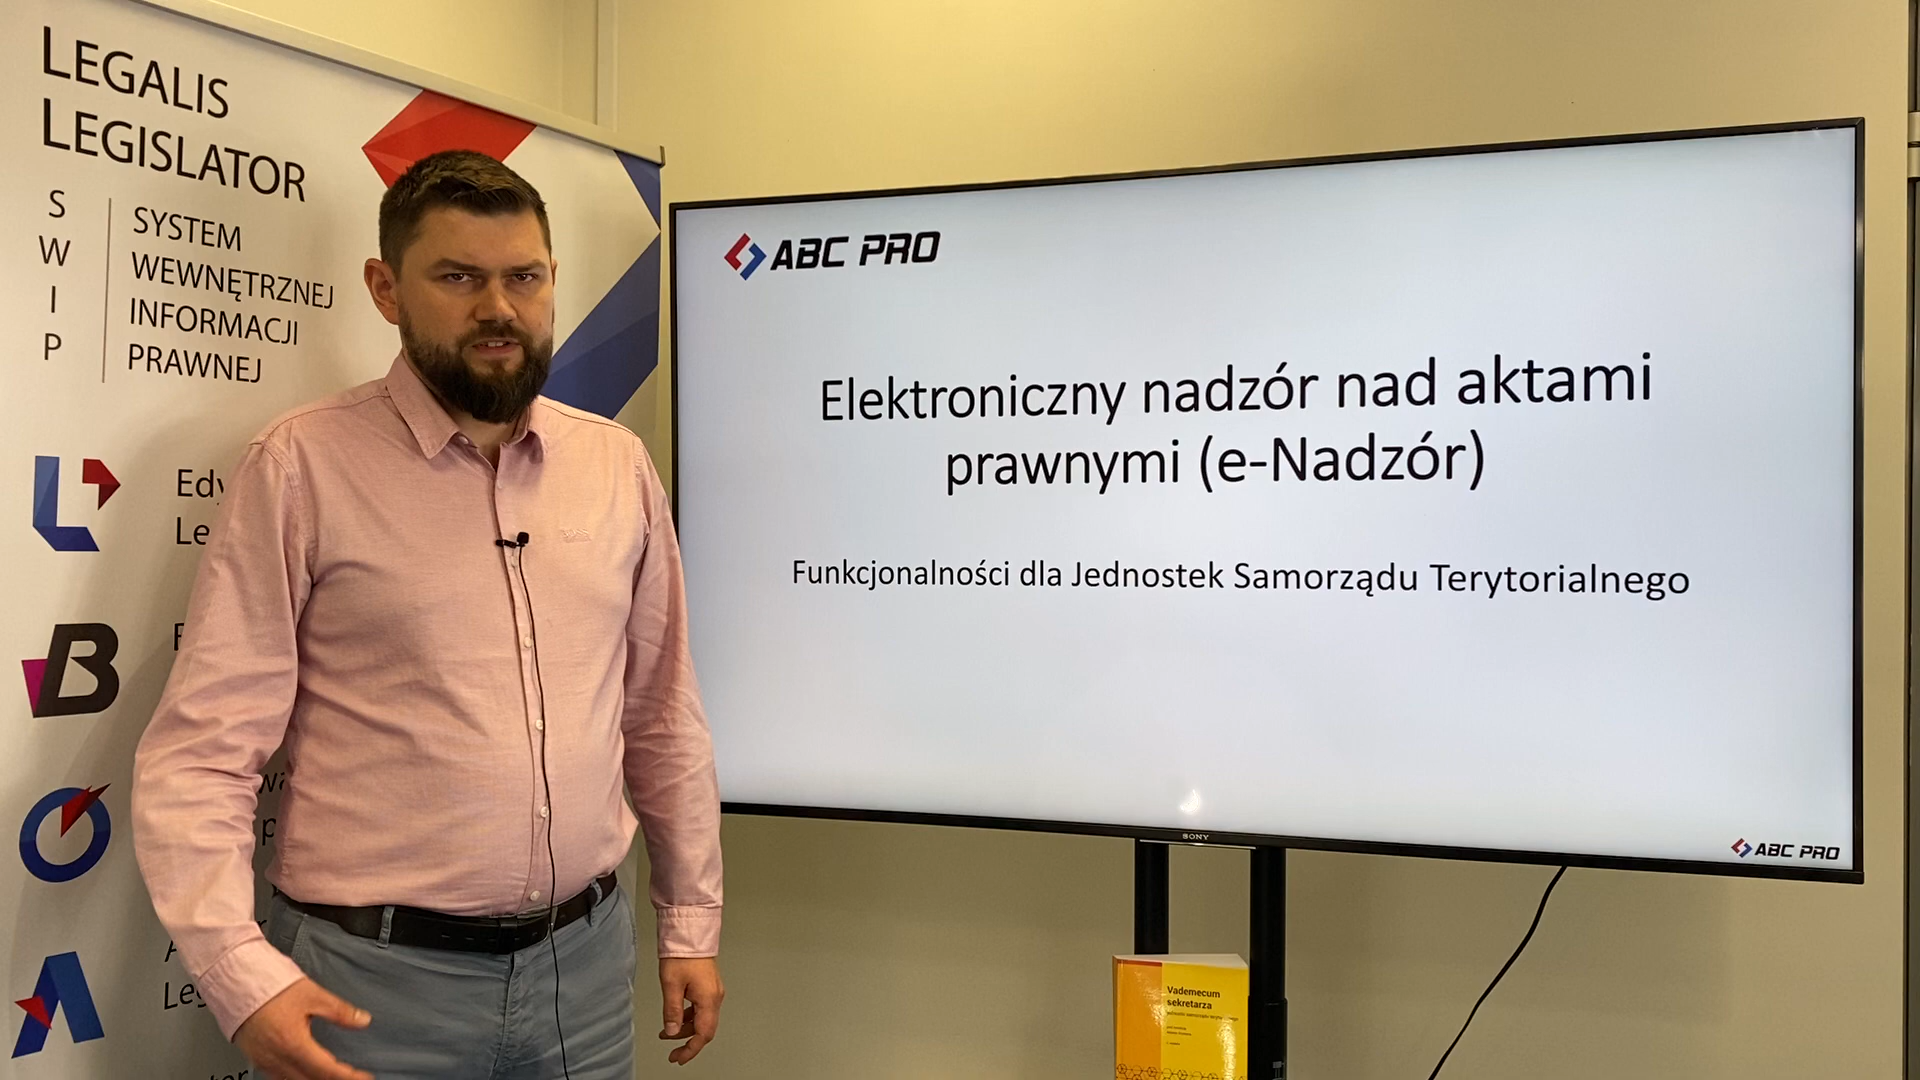 LEGALIS
LEGISLATOR
S
W
I
P
SYSTEM
WEWNĘTRZNEJ
INFORMACJI
PRAWNEJ
ABC PRO
Elektroniczny nadzór nad aktami
prawnymi (e-Nadzór)
Funkcjonalności dla Jednostek Samorządu Terytorialnego
SONY
ABC PRO
Vademecum
sekretarza